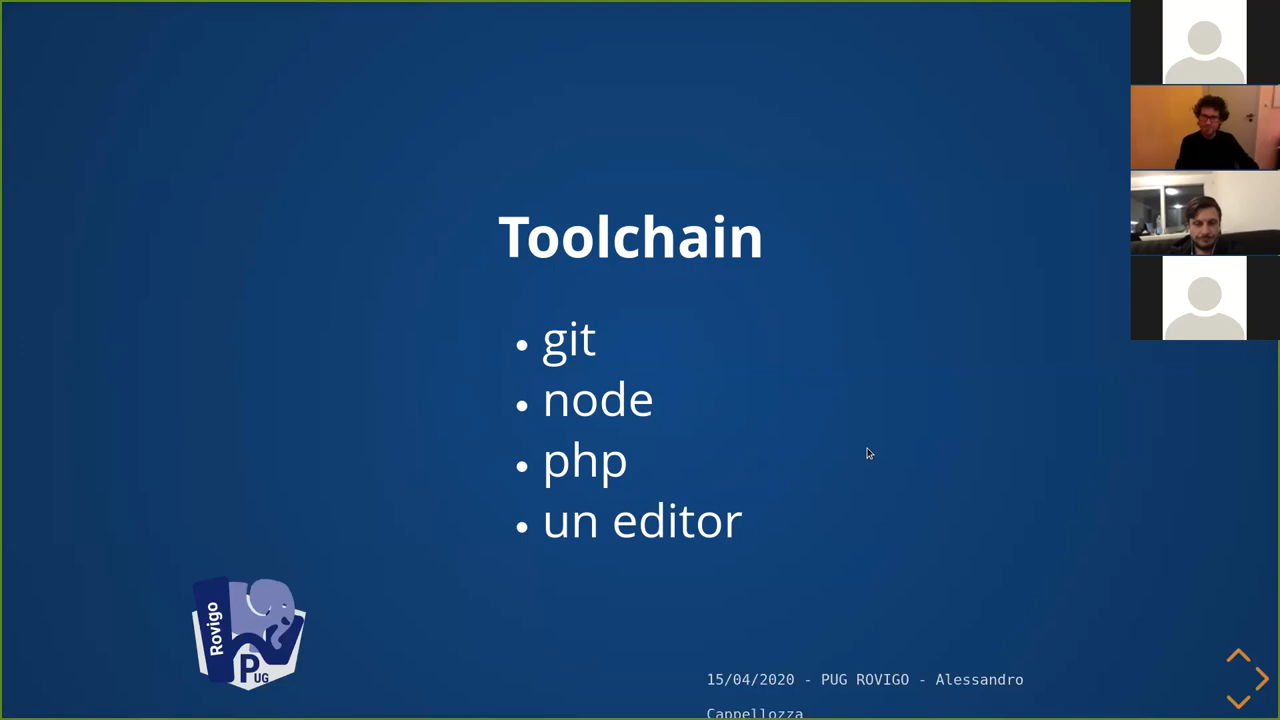 Toolchain
git
node
php
un editor
Rovigo
PUG
15/04/2020 - PUG ROVIGO - Alessandro
Cappellozza